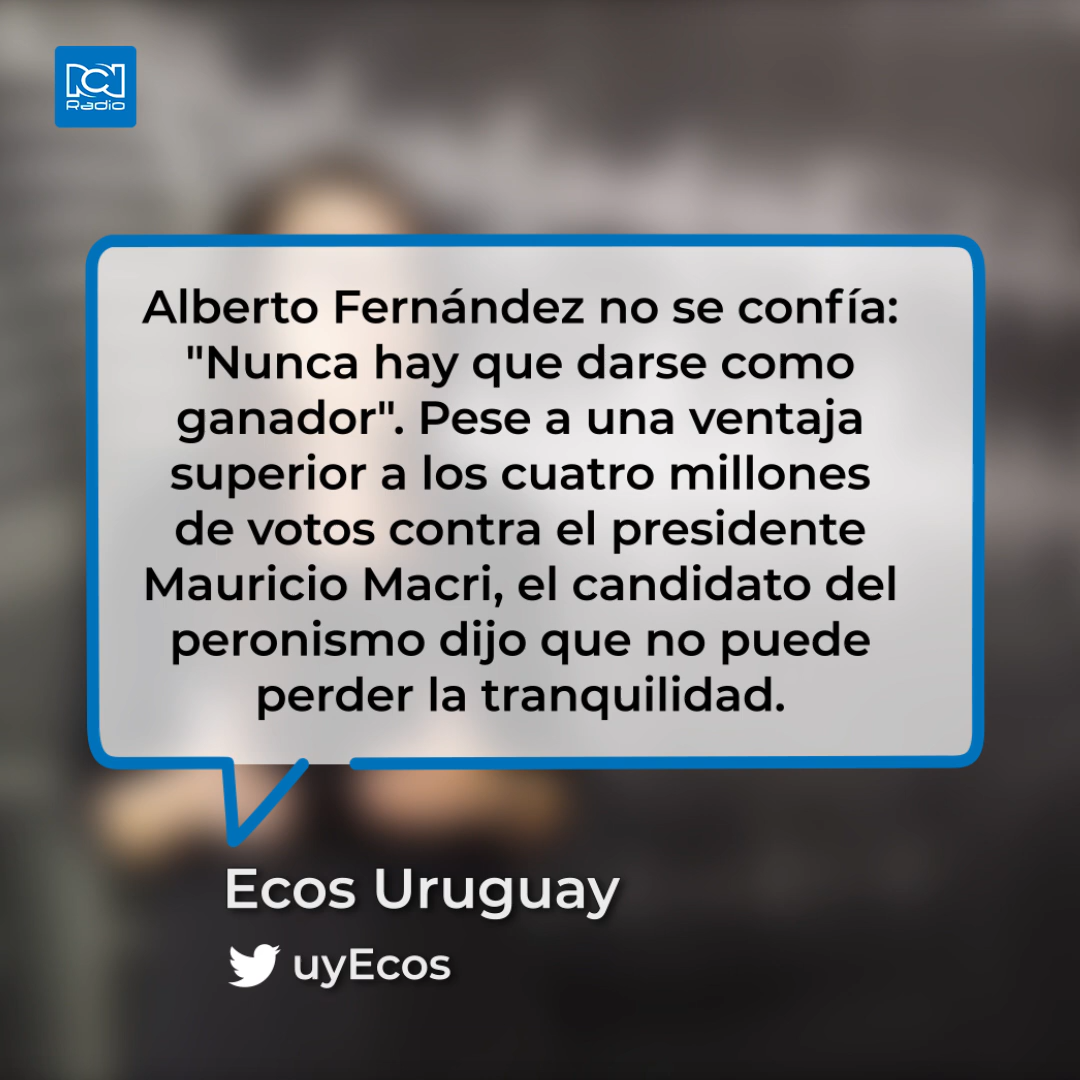 RCN
Radio
Alberto Fernández no se confía:
"Nunca hay que darse como
ganador". Pese a una ventaja
superior a los cuatro millones
de votos contra el presidente
Mauricio Macri, el candidato del
peronismo dijo que no puede
perder la tranquilidad.
Ecos Uruguay
uyEcos